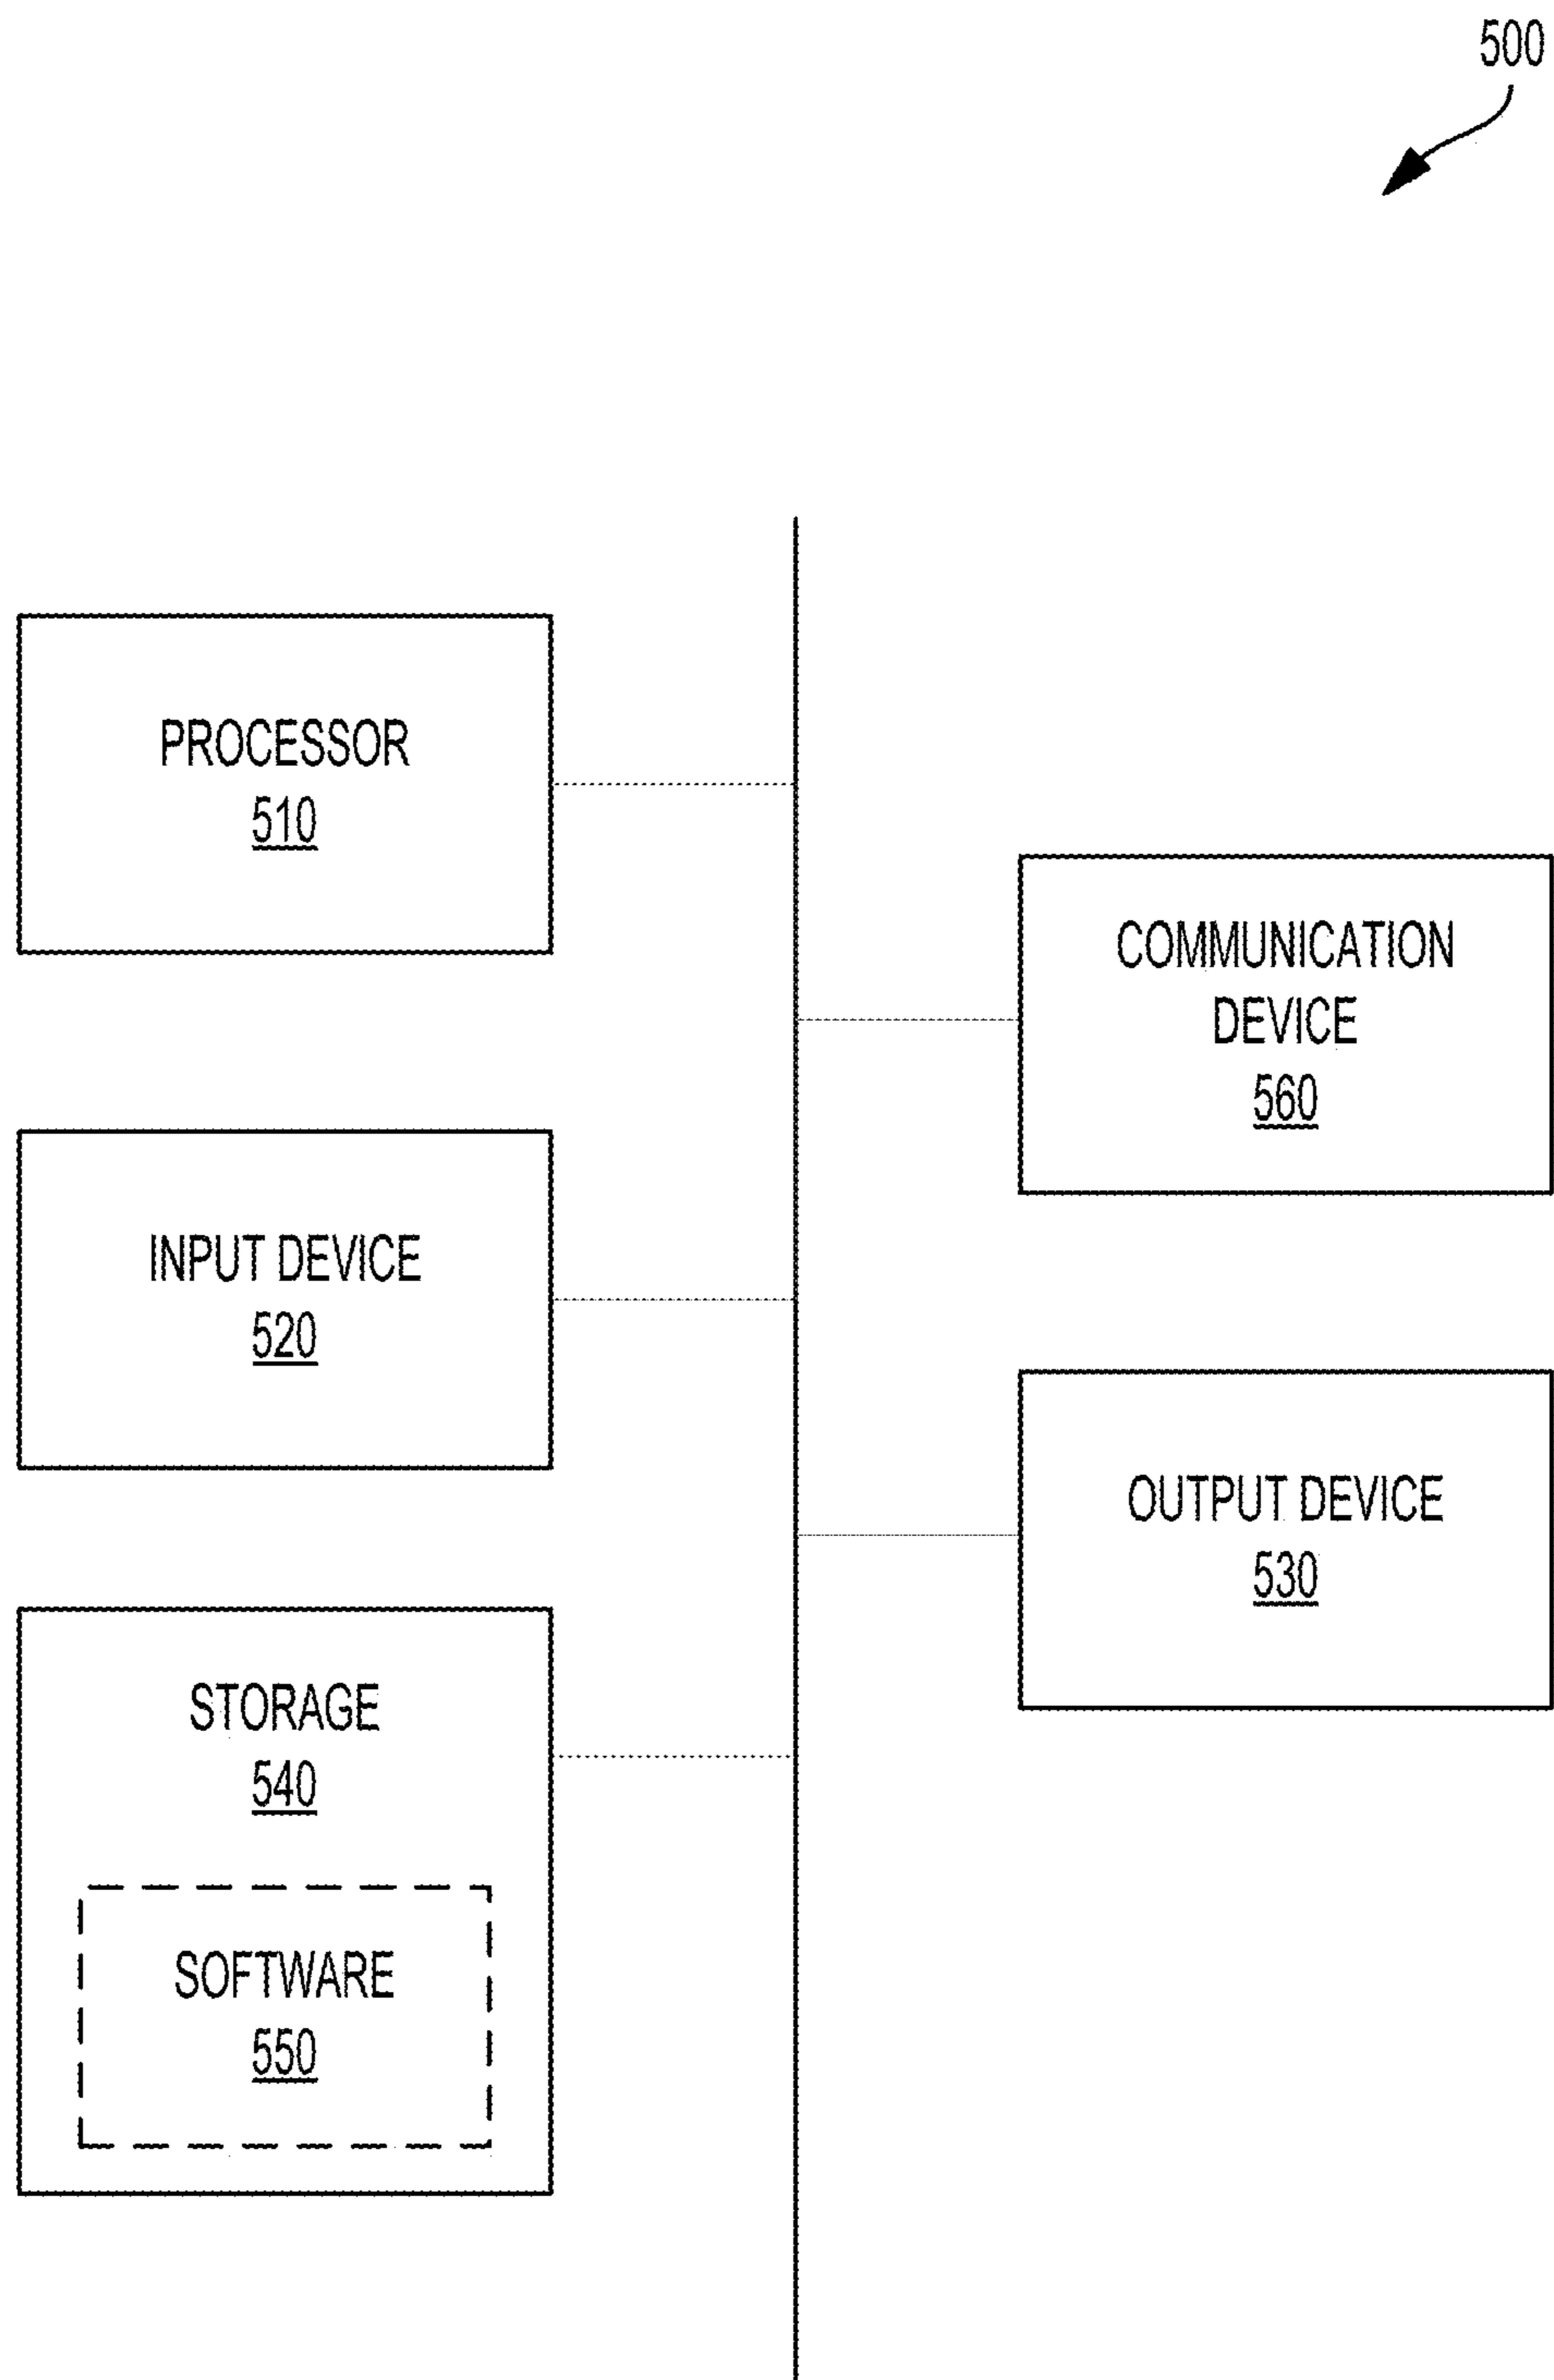 500
PROCESSOR
510
COMMUNICATION
DEVICE
560
INPUT DEVICE
520
OUTPUT DEVICE
530
STORAGE
540
SOFTWARE
550